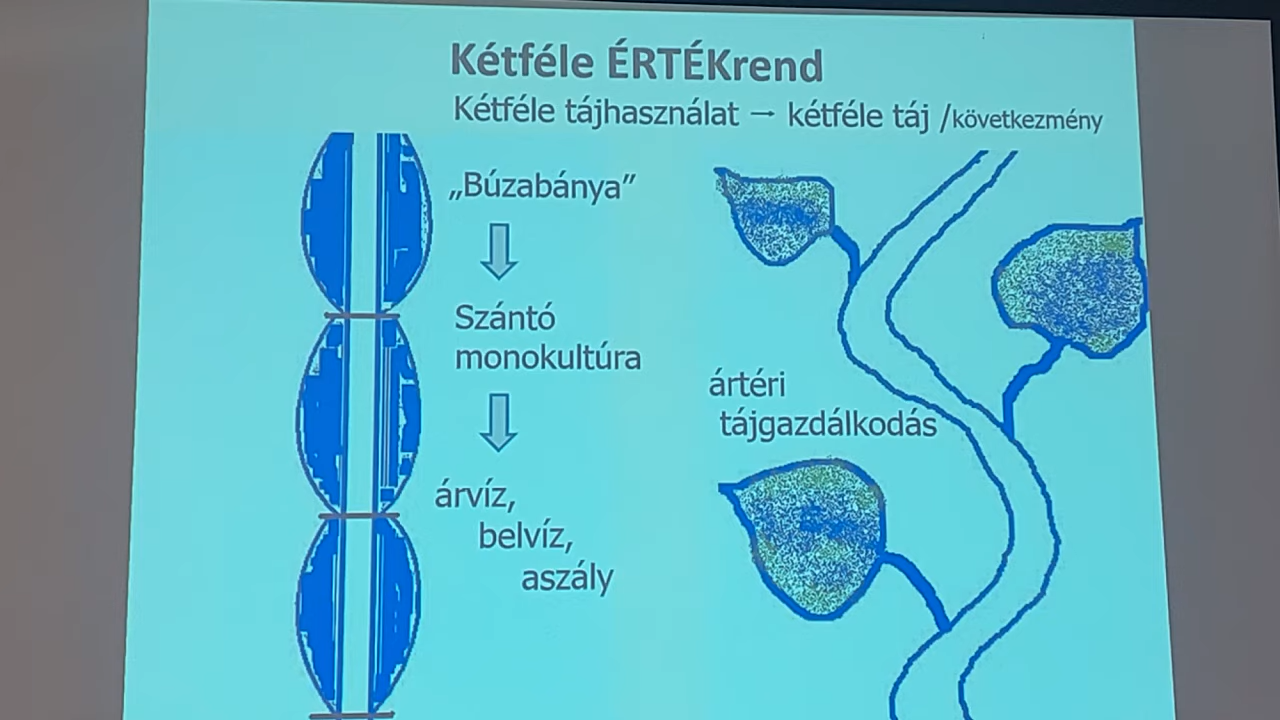 Kétféle ÉRTÉKrend
Kétféle tájhasználat → kétféle táj /következmény
„Búzabánya”
Szántó
monokultúra
árvíz,
belvíz,
aszály
ártéri
tájgazdálkodás